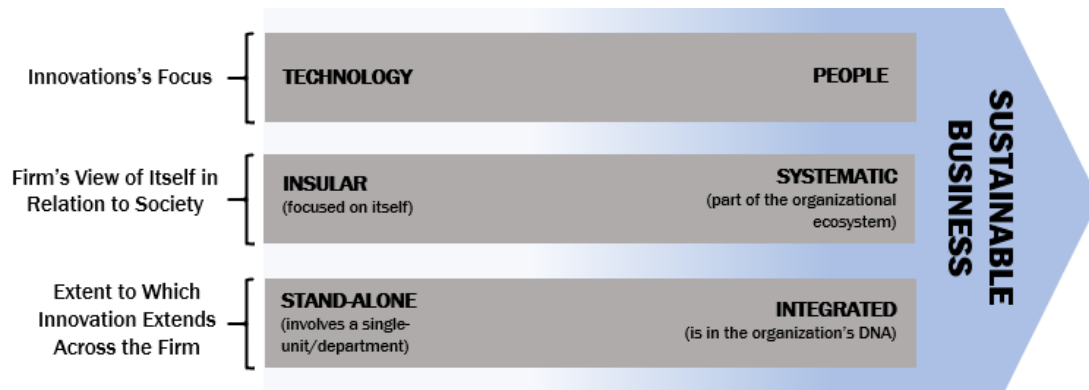 Innovations's Focus
TECHNOLOGY
PEOPLE
Firm's View of Itself in
Relation to Society
INSULAR
(focused on itself)
SYSTEMATIC
(part of the organizational
ecosystem)
Extent to Which
Innovation Extends
Across the Firm
STAND-ALONE
(involves a single-
unit/department)
INTEGRATED
(is in the organization's DNA)
SUSTAINABLE
BUSINESS